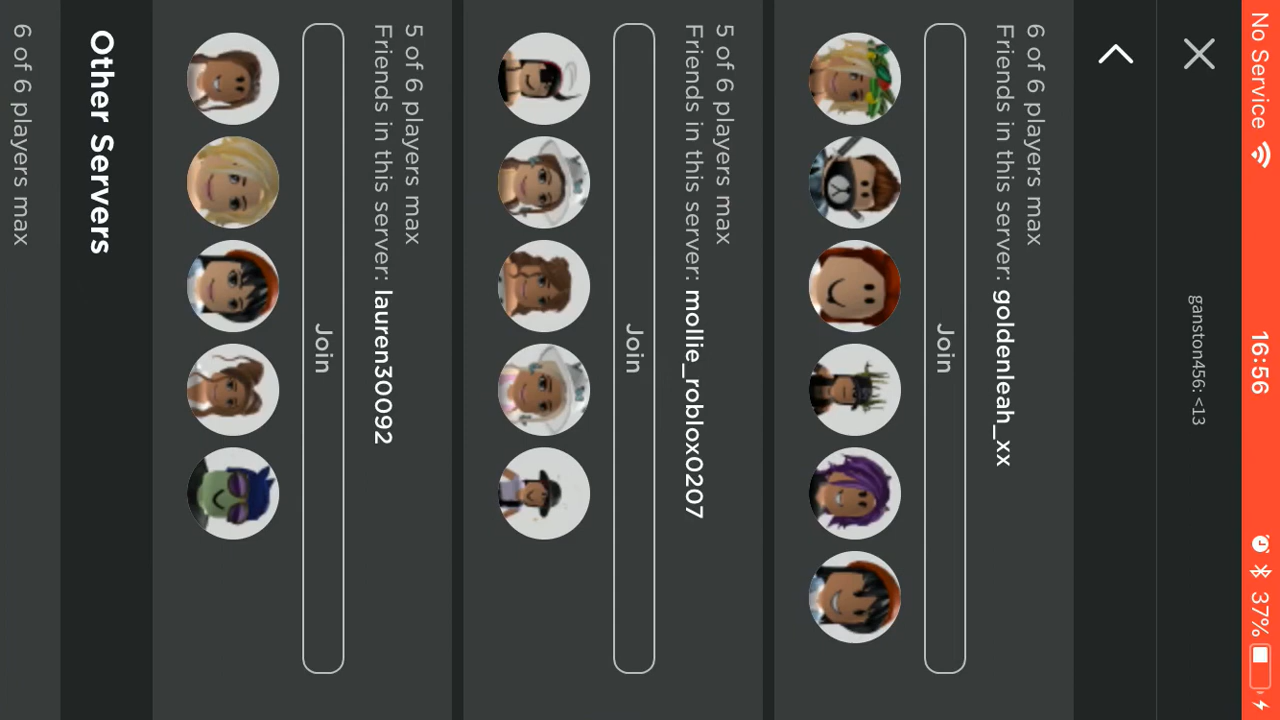 No Service 16:56 37%
ganston456: <13
6 of 6 players max
Friends in this server: goldenleah_xx
Join
5 of 6 players max
Friends in this server: mollie_roblox0207
Join
5 of 6 players max
Friends in this server: lauren30092
Join
Other Servers
6 of 6 players max